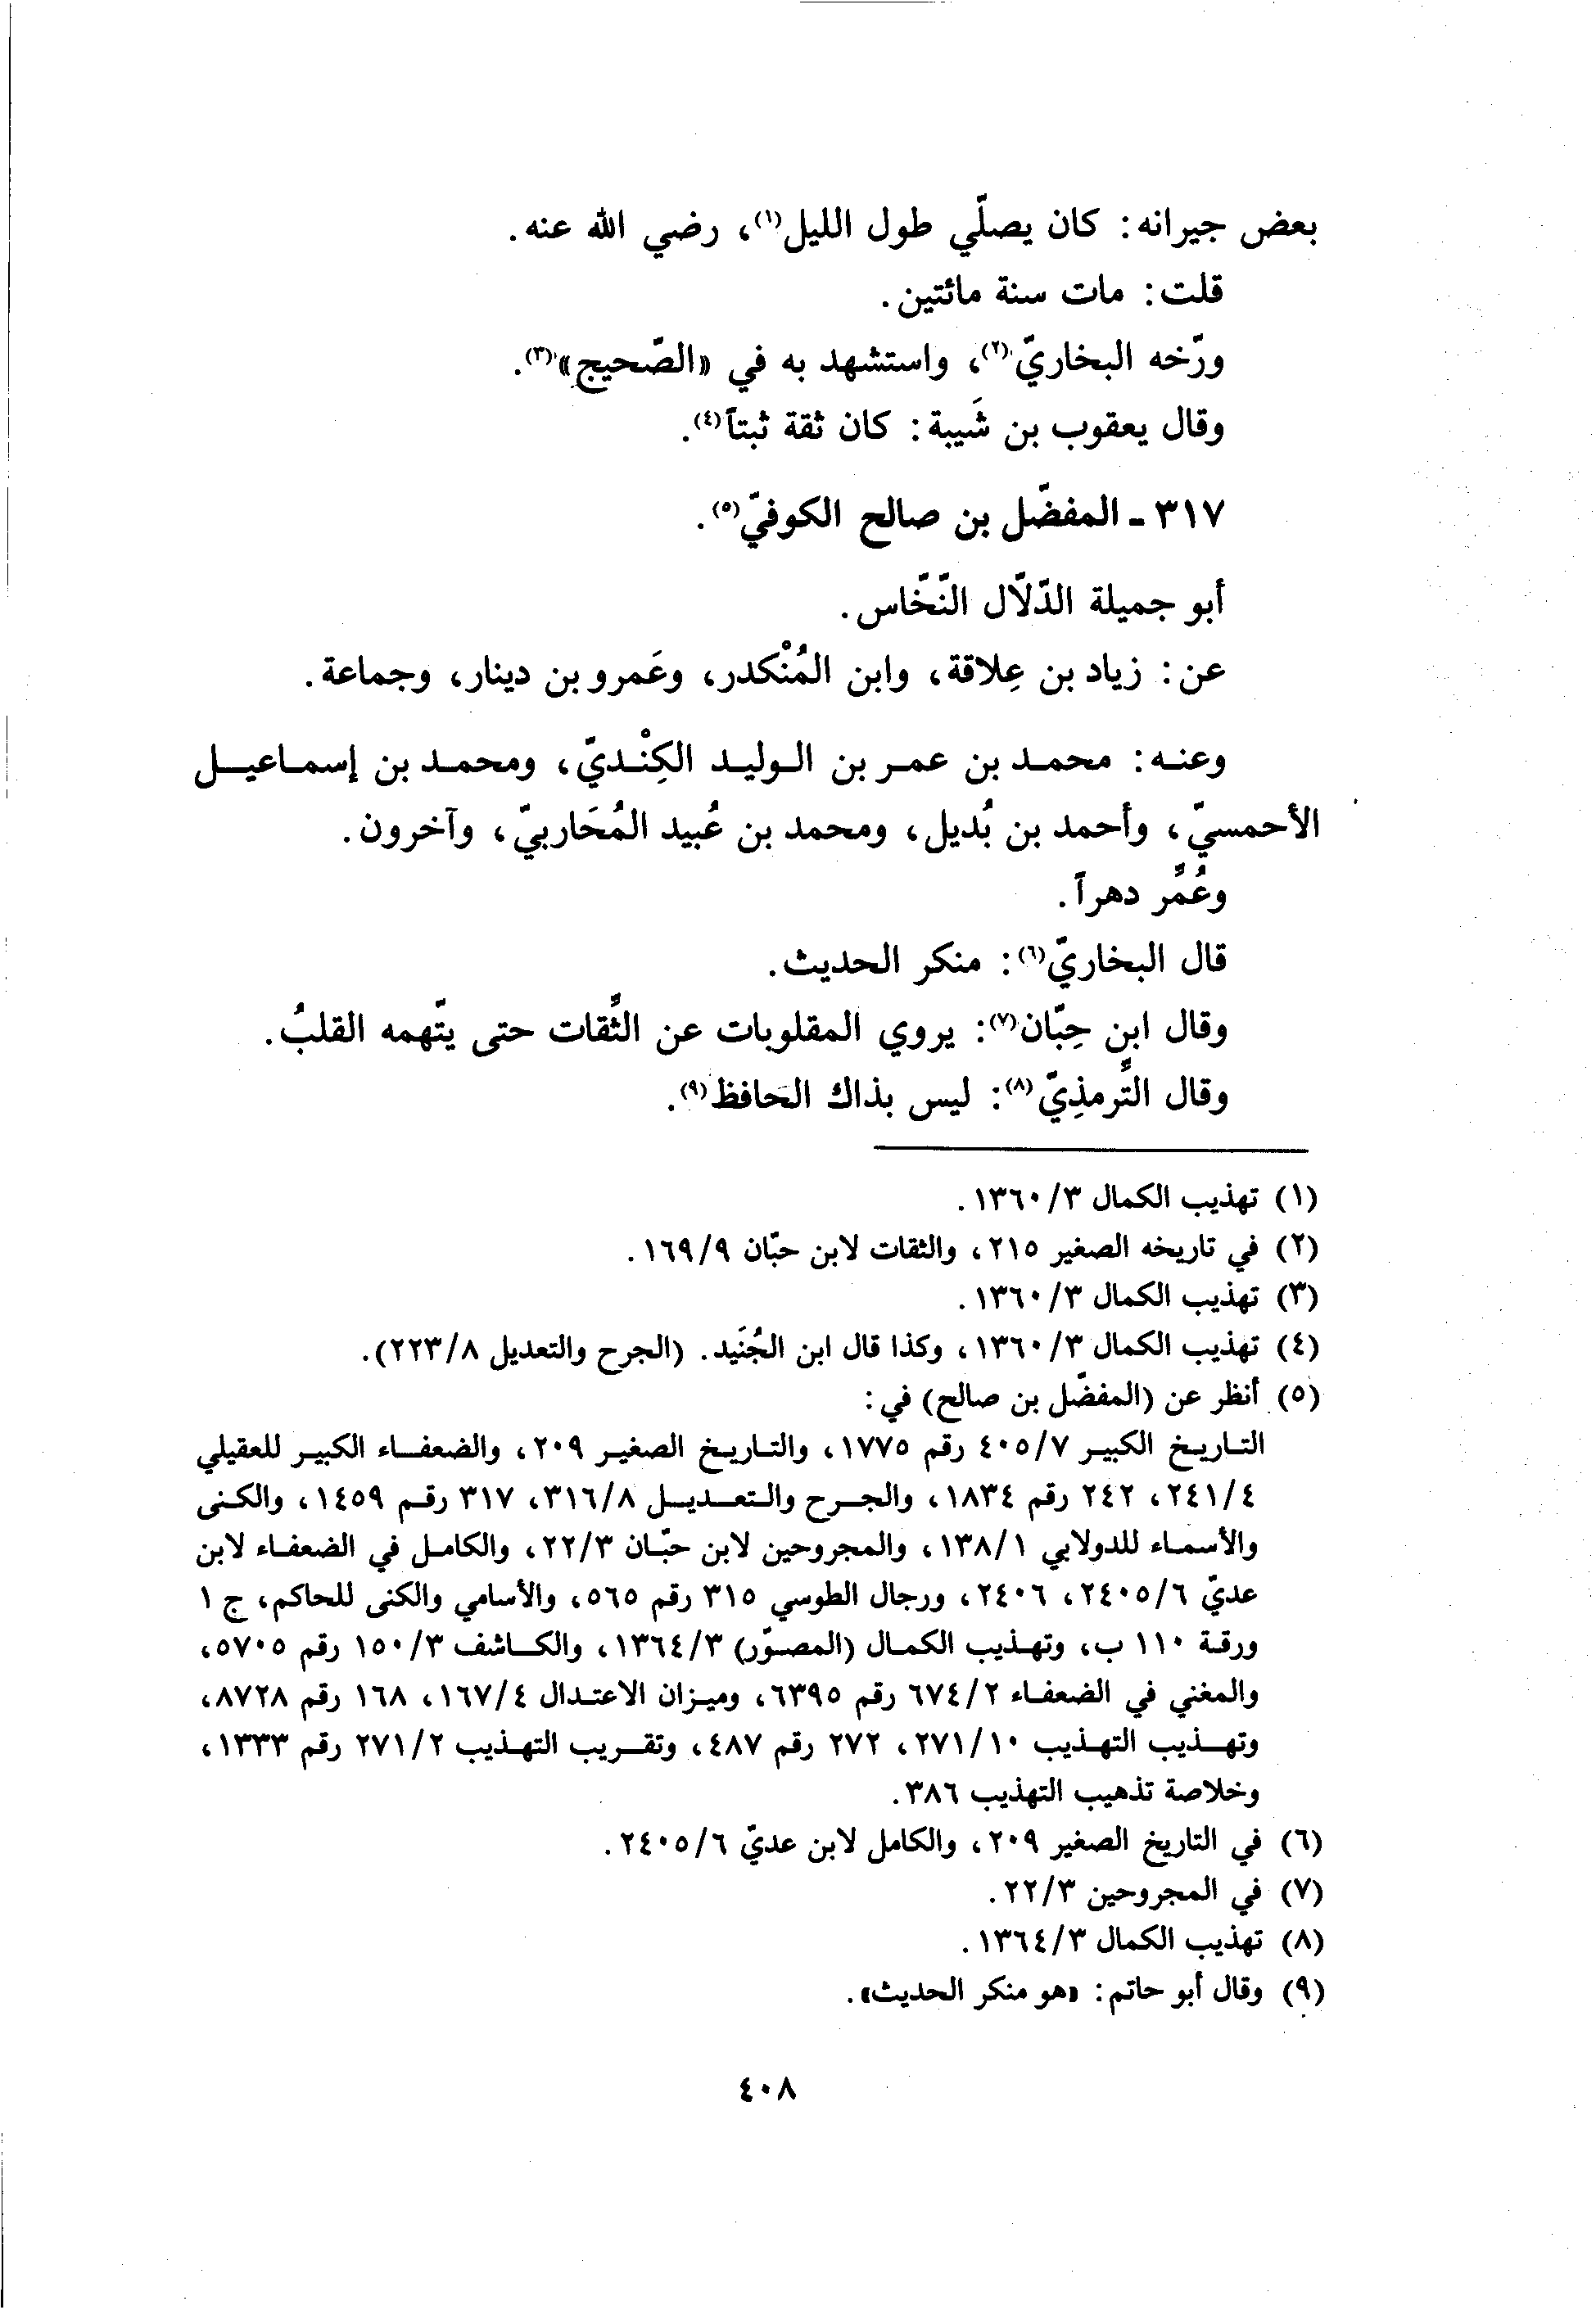 بعض جيرانه: كان يصلّي طول الليل(١)، رضي الله عنه.
قلت: مات سنة مائتين.
ورّخه البخاريّ(٢)، واستشهد به في «الصّحيح»(٣).
وقال يعقوب بن شَيبة: كان ثقة ثبتاً(٤).
٣١٧ - المفضّل بن صالح الكوفيّ(٥).
أبو جميلة الدّلّال النّخّاس.
عن: زياد بن عِلاقة، وابن المُنْكدر، وعَمرو بن دينار، وجماعة.
وعنه: محمد بن عمر بن الوليد الكِنْديّ، ومحمد بن إسماعيل
الأحمسيّ، وأحمد بن بُديل، ومحمد بن عُبيد المُحَاربيّ، وآخرون.
وعُمِّر دهراً.
قال البخاريّ(٦): منكر الحديث.
وقال ابن حِبّان(٧): يروي المقلوبات عن الثِّقات حتى يتّهمه القلبُ.
وقال التِّرمذِيّ(٨): ليس بذاك الحافظ(٩).
(١) تهذيب الكمال ١٣٦٠/٣.
(٢) في تاريخه الصغير ٢١٥، والثقات لابن حبّان ١٦٩/٩.
(٣) تهذيب الكمال ١٣٦٠/٣.
(٤) تهذيب الكمال ١٣٦٠/٣، وكذا قال ابن الجُنَيد. (الجرح والتعديل ٢٢٣/٨).
(٥) أنظر عن (المفضّل بن صالح) في:
التاريخ الكبير ٤٠٥/٧ رقم ١٧٧٥، والتاريخ الصغير ٢٠٩، والضعفاء الكبير للعقيلي
٢٤١/٤، ٢٤٢ رقم ١٨٣٤، والجرح والتعديل ٣١٦/٨، ٣١٧ رقم ١٤٥٩، والكنى
والأسماء للدولابي ١٣٨/١، والمجروحين لابن حبّان ٢٢/٣، والكامل في الضعفاء لابن
عديّ ٢٤٠٥/٦، ٢٤٠٦، ورجال الطوسي ٣١٥ رقم ٥٦٥، والأسامي والكنى للحاكم، ج ١
ورقة ١١٠ ب، وتهذيب الكمال (المصوّر) ١٣٦٤/٣، والكاشف ١٥٠/٣ رقم ٥٧٠٥،
والمغني في الضعفاء ٦٧٤/٢ رقم ٦٣٩٥، وميزان الاعتدال ١٦٧/٤، ١٦٨ رقم ٨٧٢٨،
وتهذيب التهذيب ٢٧١/١٠، ٢٧٢ رقم ٤٨٧، وتقريب التهذيب ٢٧١/٢ رقم ١٣٣٣،
وخلاصة تذهيب التهذيب ٣٨٦.
(٦) في التاريخ الصغير ٢٠٩، والكامل لابن عديّ ٢٤٠٥/٦.
(٧) في المجروحين ٢٢/٣.
(٨) تهذيب الكمال ١٣٦٤/٣.
(٩) وقال أبو حاتم: «هو منكر الحديث».
٤٠٨